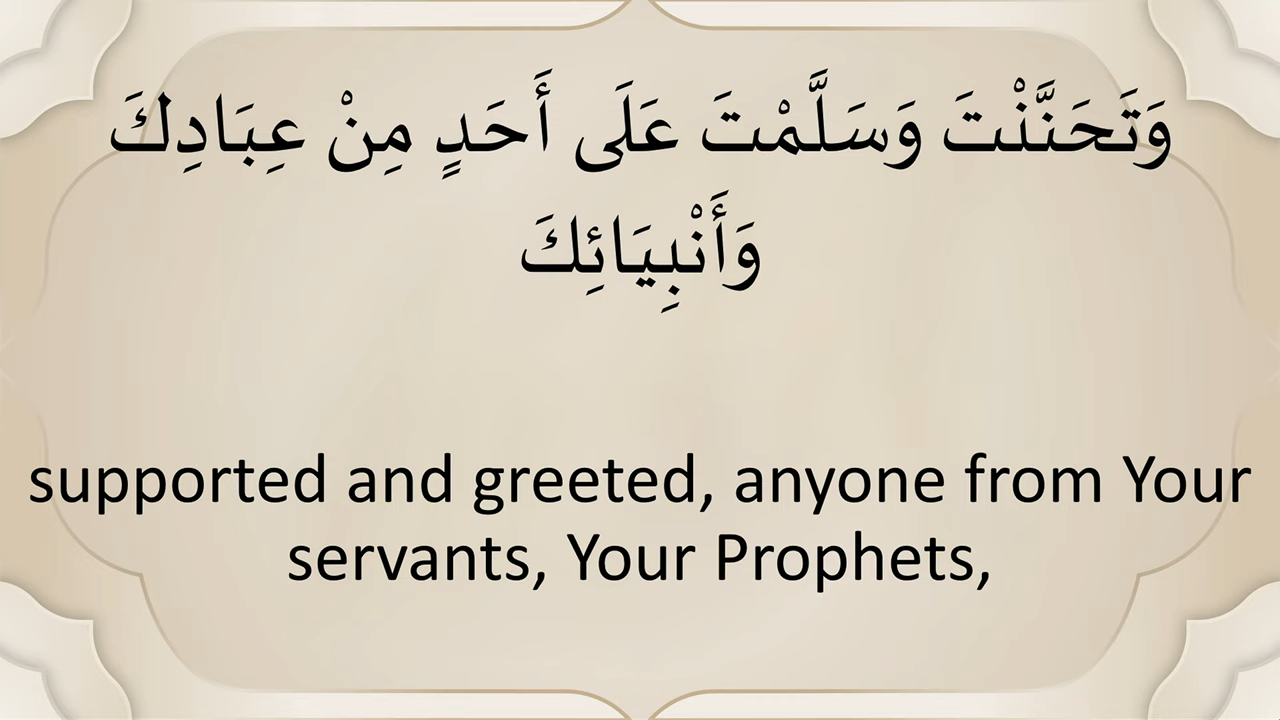 وَتَحَنَّنْتَ وَسَلَّمْتَ عَلَى أَحَدٍ مِنْ عِبَادِكَ
وَأَنْبِيَائِكَ
supported and greeted, anyone from Your
servants, Your Prophets,